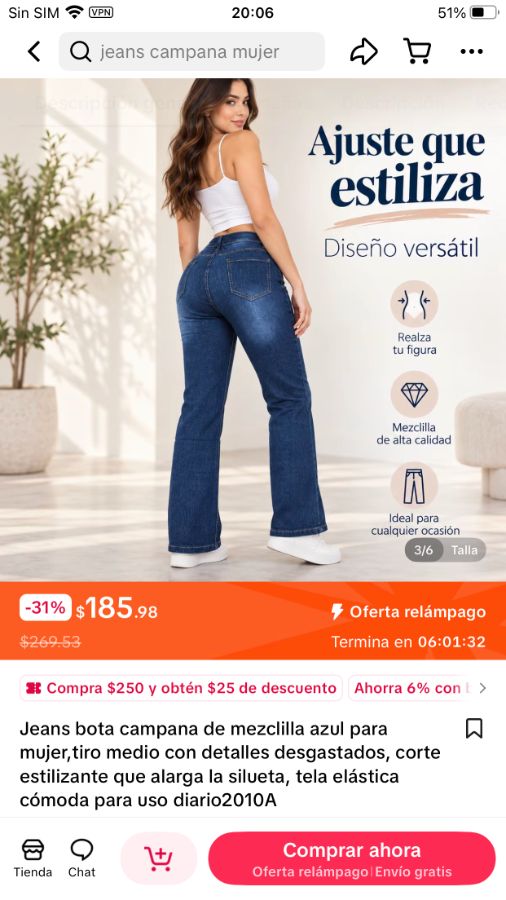 Sin SIM VPN 20:06 51%
jeans campana mujer
Ajuste que
estiliza
Diseño versátil
Realza
tu figura
Mezclilla
de alta calidad
Ideal para
cualquier ocasión
3/6 Talla
-31% $185.98 Oferta relámpago
$269.53 Termina en 06:01:32
Compra $250 y obtén $25 de descuento Ahorra 6% con
Jeans bota campana de mezclilla azul para
mujer,tiro medio con detalles desgastados, corte
estilizante que alarga la silueta, tela elástica
cómoda para uso diario2010A
Comprar ahora
Tienda Chat Oferta relámpago|Envío gratis